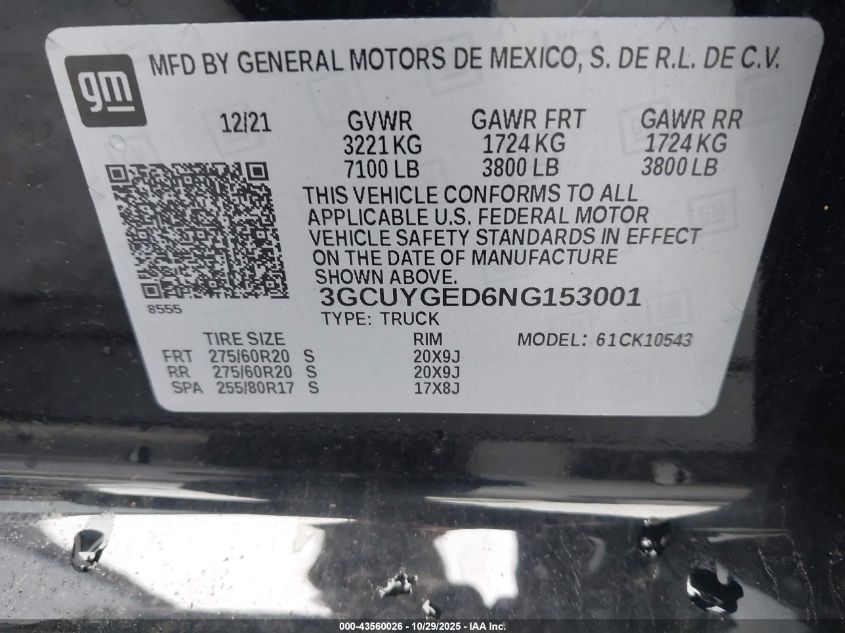 gm
MFD BY GENERAL MOTORS DE MEXICO, S. DE R.L. DE C.V.
12/21 GVWR GAWR FRT GAWR RR
3221 KG 1724 KG 1724 KG
7100 LB 3800 LB 3800 LB
THIS VEHICLE CONFORMS TO ALL
APPLICABLE U.S. FEDERAL MOTOR
VEHICLE SAFETY STANDARDS IN EFFECT
ON THE DATE OF MANUFACTURE
SHOWN ABOVE.
8555
3GCUYGED6NG153001
TYPE: TRUCK
TIRE SIZE RIM MODEL: 61CK10543
FRT 275/60R20 S 20X9J
RR 275/60R20 S 20X9J
SPA 255/80R17 S 17X8J
000-43560026 - 10/29/2025 - IAA Inc.